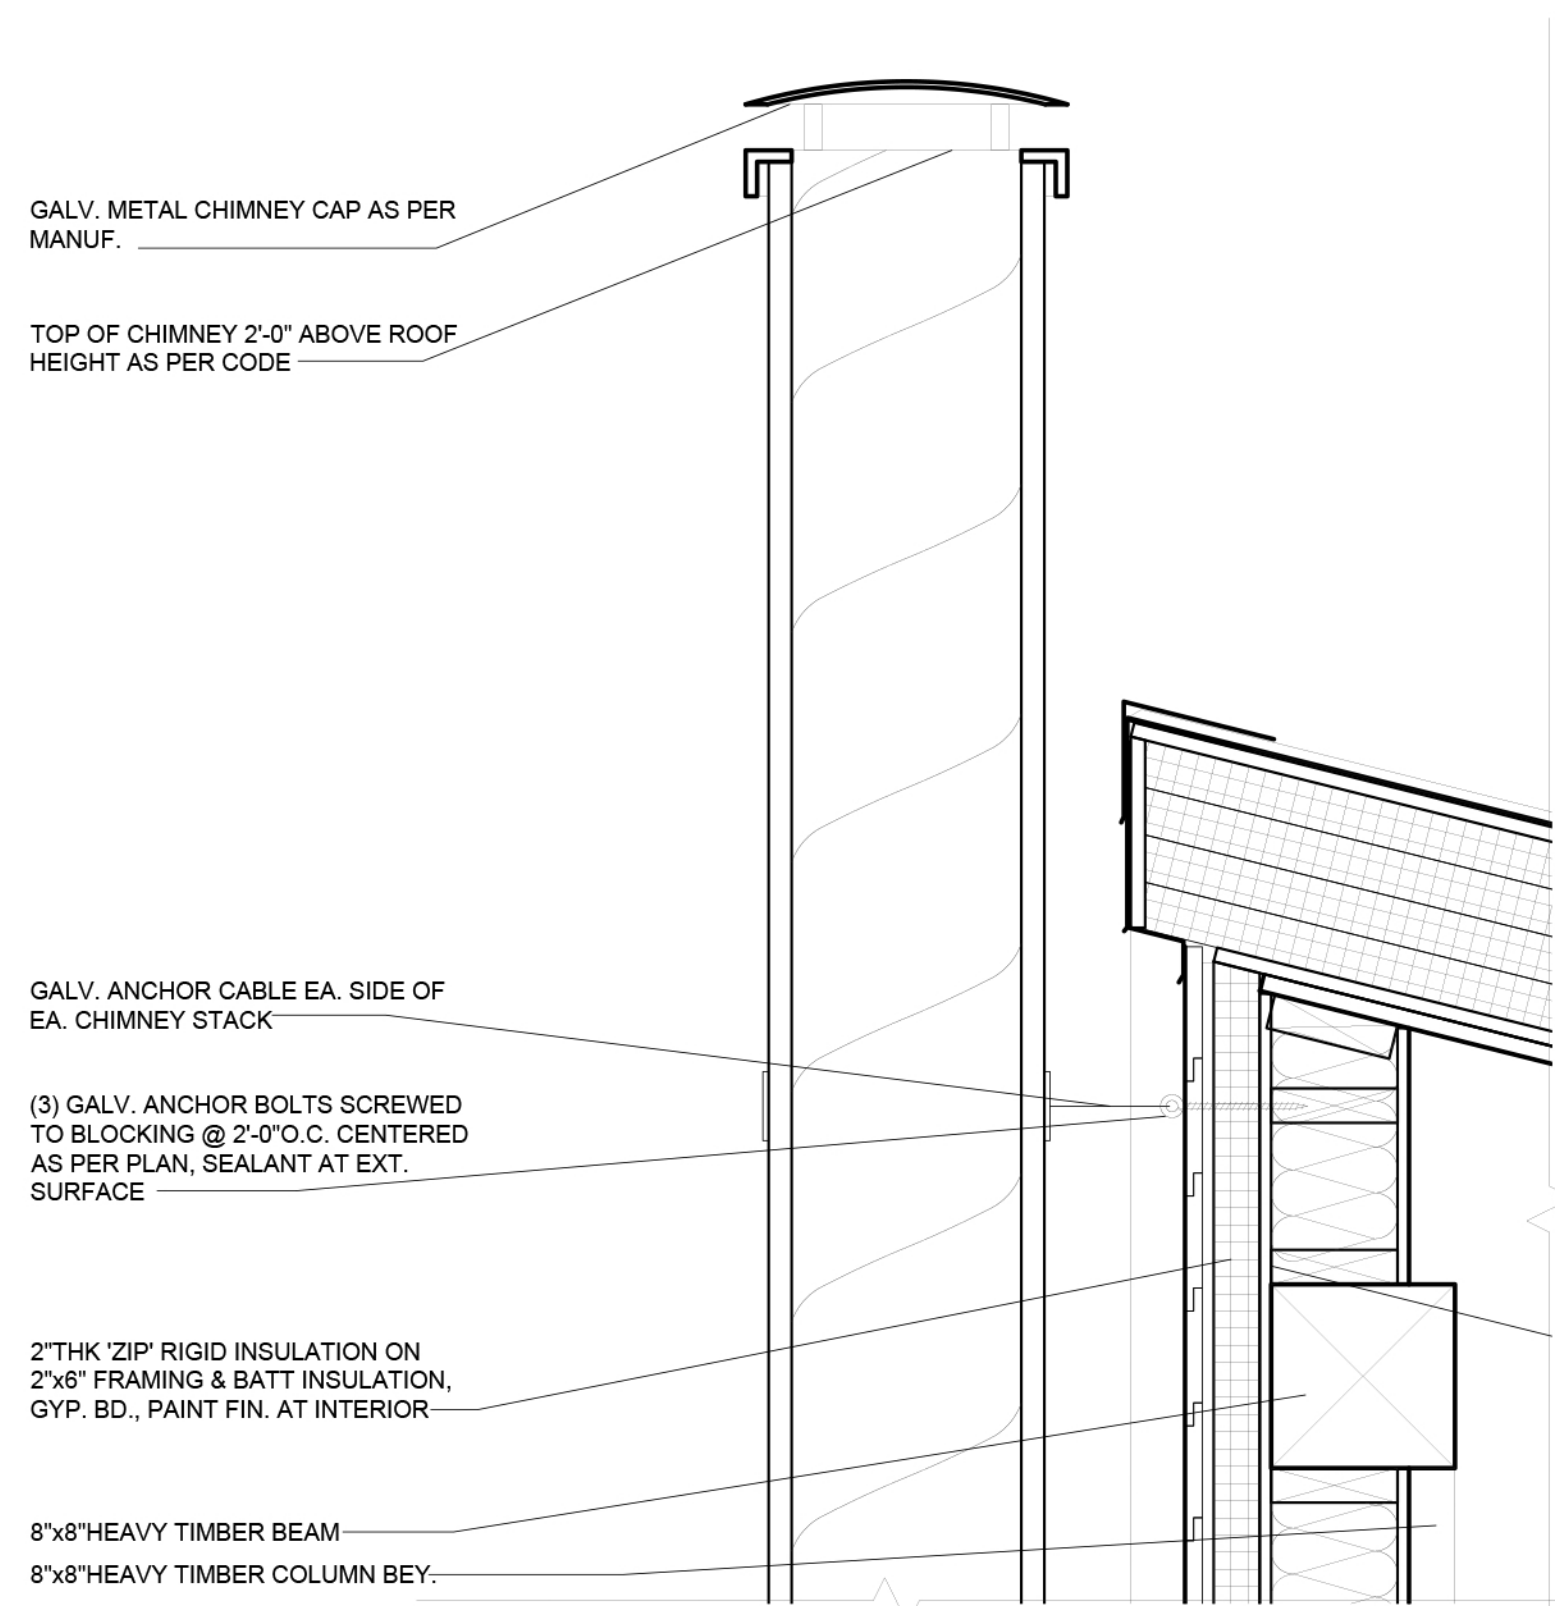 GALV. METAL CHIMNEY CAP AS PER
MANUF.
TOP OF CHIMNEY 2'-0" ABOVE ROOF
HEIGHT AS PER CODE
GALV. ANCHOR CABLE EA. SIDE OF
EA. CHIMNEY STACK
(3) GALV. ANCHOR BOLTS SCREWED
TO BLOCKING @ 2'-0"O.C. CENTERED
AS PER PLAN, SEALANT AT EXT.
SURFACE
2"THK 'ZIP' RIGID INSULATION ON
2"x6" FRAMING & BATT INSULATION,
GYP. BD., PAINT FIN. AT INTERIOR
8"x8"HEAVY TIMBER BEAM
8"x8"HEAVY TIMBER COLUMN BEY.